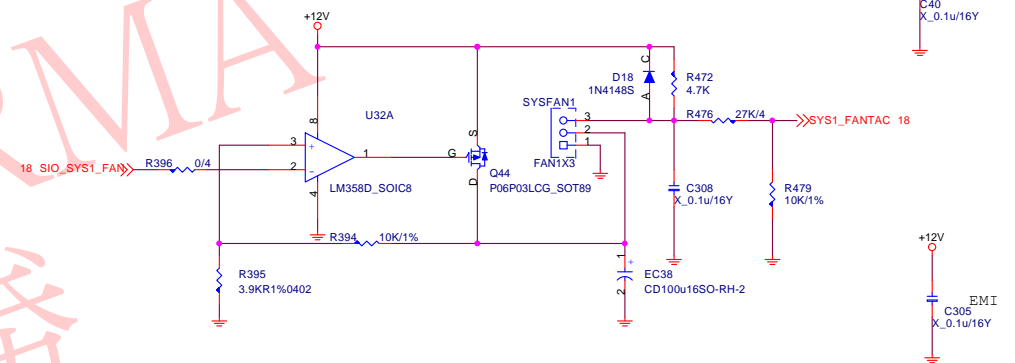 C40
X_0.1u/16Y
+12V
C
D18
1N4148S
A
R472
4.7K
8
U32A
S
SYSFAN1
3
2
1
FAN1X3
R476
27K/4
SYS1_FANTAC 18
3
+
2
-
1
4
18 SIO_SYS1_FAN
R396
0/4
LM358D_SOIC8
G
D
Q44
P06P03LCG_SOT89
C308
X_0.1u/16Y
R479
10K/1%
R394
10K/1%
R395
3.9KR1%0402
1
+
2
EC38
CD100u16SO-RH-2
+12V
EMI
C305
X_0.1u/16Y
RMA